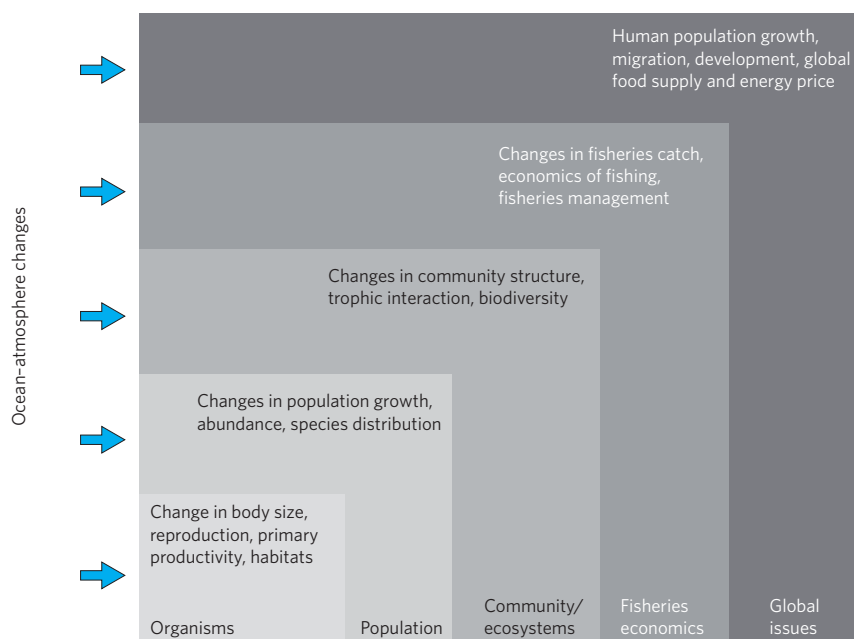 Human population growth,
migration, development, global
food supply and energy price
Changes in fisheries catch,
economics of fishing,
fisheries management
Changes in community structure,
trophic interaction, biodiversity
Changes in population growth,
abundance, species distribution
Change in body size,
reproduction, primary
productivity, habitats
Ocean–atmosphere changes
Organisms
Population
Community/
ecosystems
Fisheries
economics
Global
issues